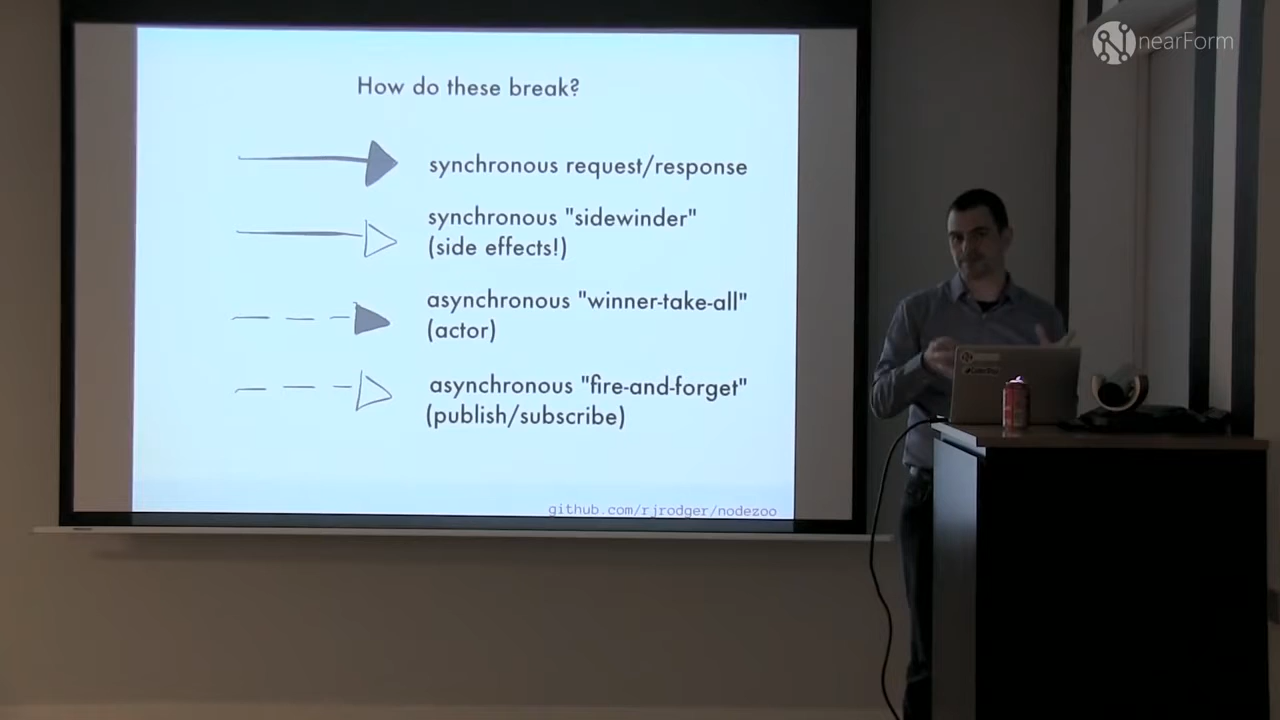 nearForm
How do these break?
synchronous request/response
synchronous "sidewinder"
(side effects!)
asynchronous "winner-take-all"
(actor)
asynchronous "fire-and-forget"
(publish/subscribe)
github.com/rjrodger/nodezoo